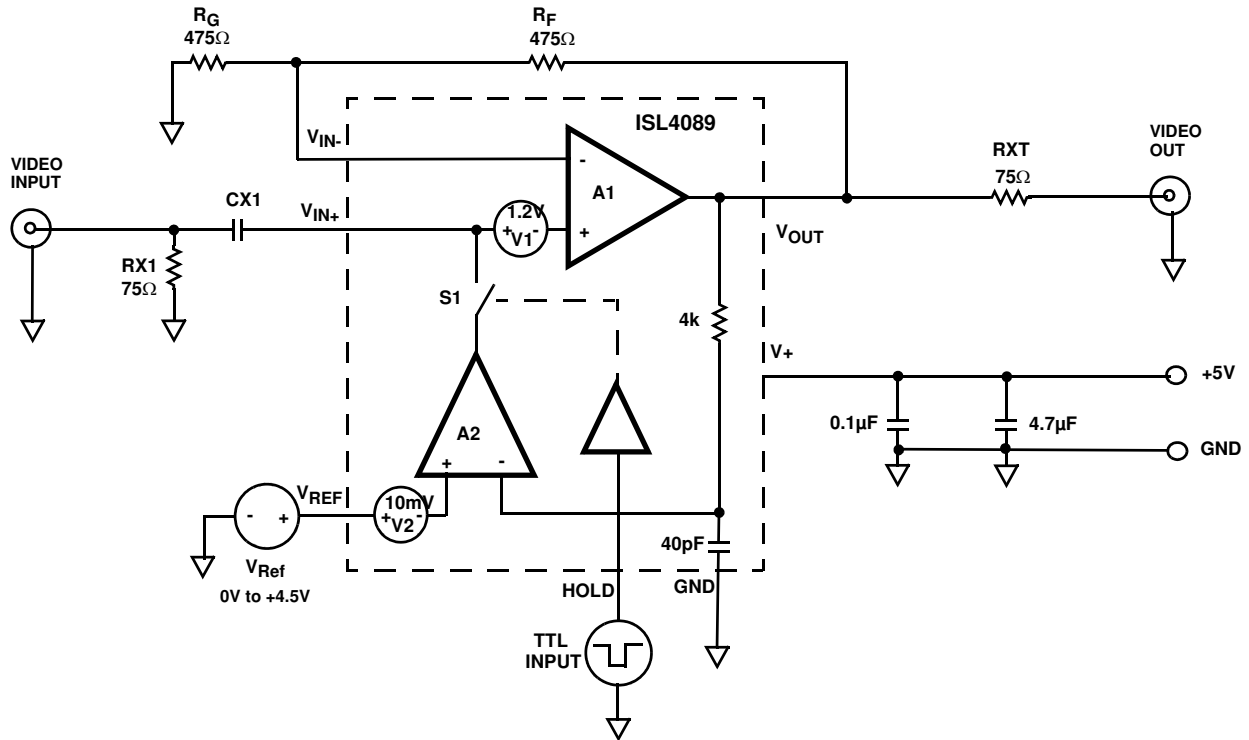 RG
475Ω
RF
475Ω
ISL4089
VIN-
VIDEO
INPUT
CX1
VIN+
RX1
75Ω
1.2V
+ -
V1
-
A1
+
VOUT
RXT
75Ω
VIDEO
OUT
S1
4k
V+
+5V
0.1µF
4.7µF
GND
A2
+ -
VREF
10mV
+ -
V2
- +
VRef
0V to +4.5V
40pF
HOLD
GND
TTL
INPUT